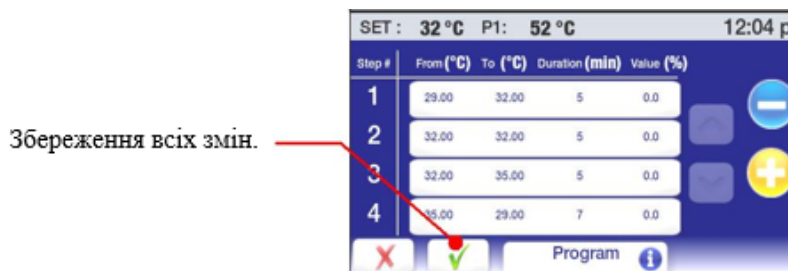 SET : 32 °C P1: 52 °C 12:04 p
Step # From (°C) To (°C) Duration (min) Value (%)
1 29.00 32.00 5 0.0
2 32.00 32.00 5 0.0
Збереження всіх змін.
3 32.00 35.00 5 0.0
4 35.00 29.00 7 0.0
Program